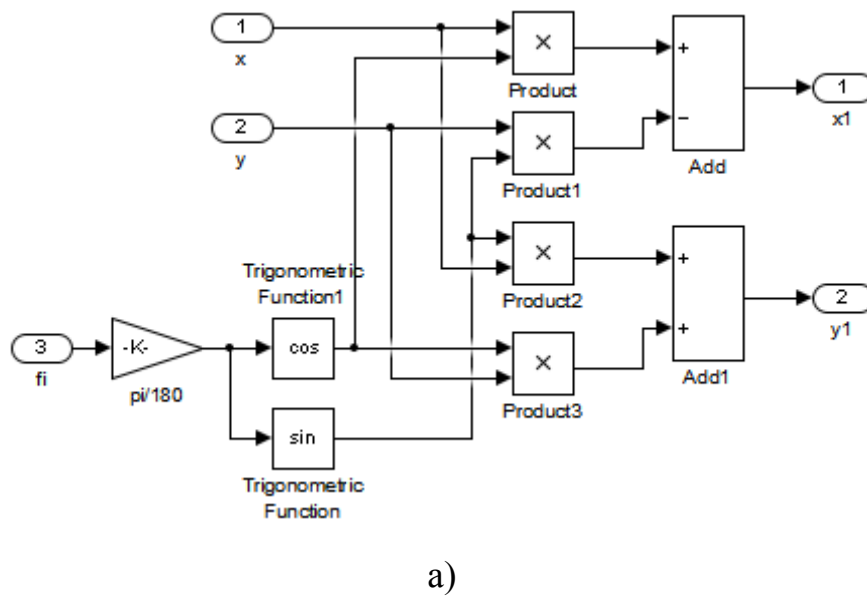 1
x
2
y
3
fi
-K-
pi/180
Trigonometric
Function1
cos
sin
Trigonometric
Function
×
Product
×
Product1
×
Product2
×
Product3
+
−
Add
+
+
Add1
1
x1
2
y1
a)